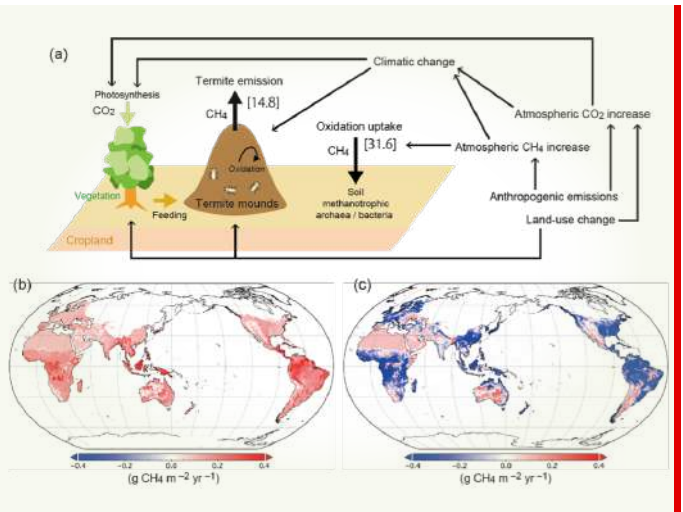 (a)
Climatic change
Termite emission
Photosynthesis
CH4
[14.8]
CO2
Atmospheric CO2 increase
Oxidation uptake
CH4
[31.6]
Atmospheric CH4 increase
Oxidation
Vegetation
Anthropogenic emissions
Feeding
Termite mounds
Soil
methanotrophic
archaea / bacteria
Land-use change
Cropland
(b)
(c)
−0.4 −0.2 0.0 0.2 0.4
(g CH4 m−2 yr−1)
−0.4 −0.2 0.0 0.2 0.4
(g CH4 m−2 yr−1)